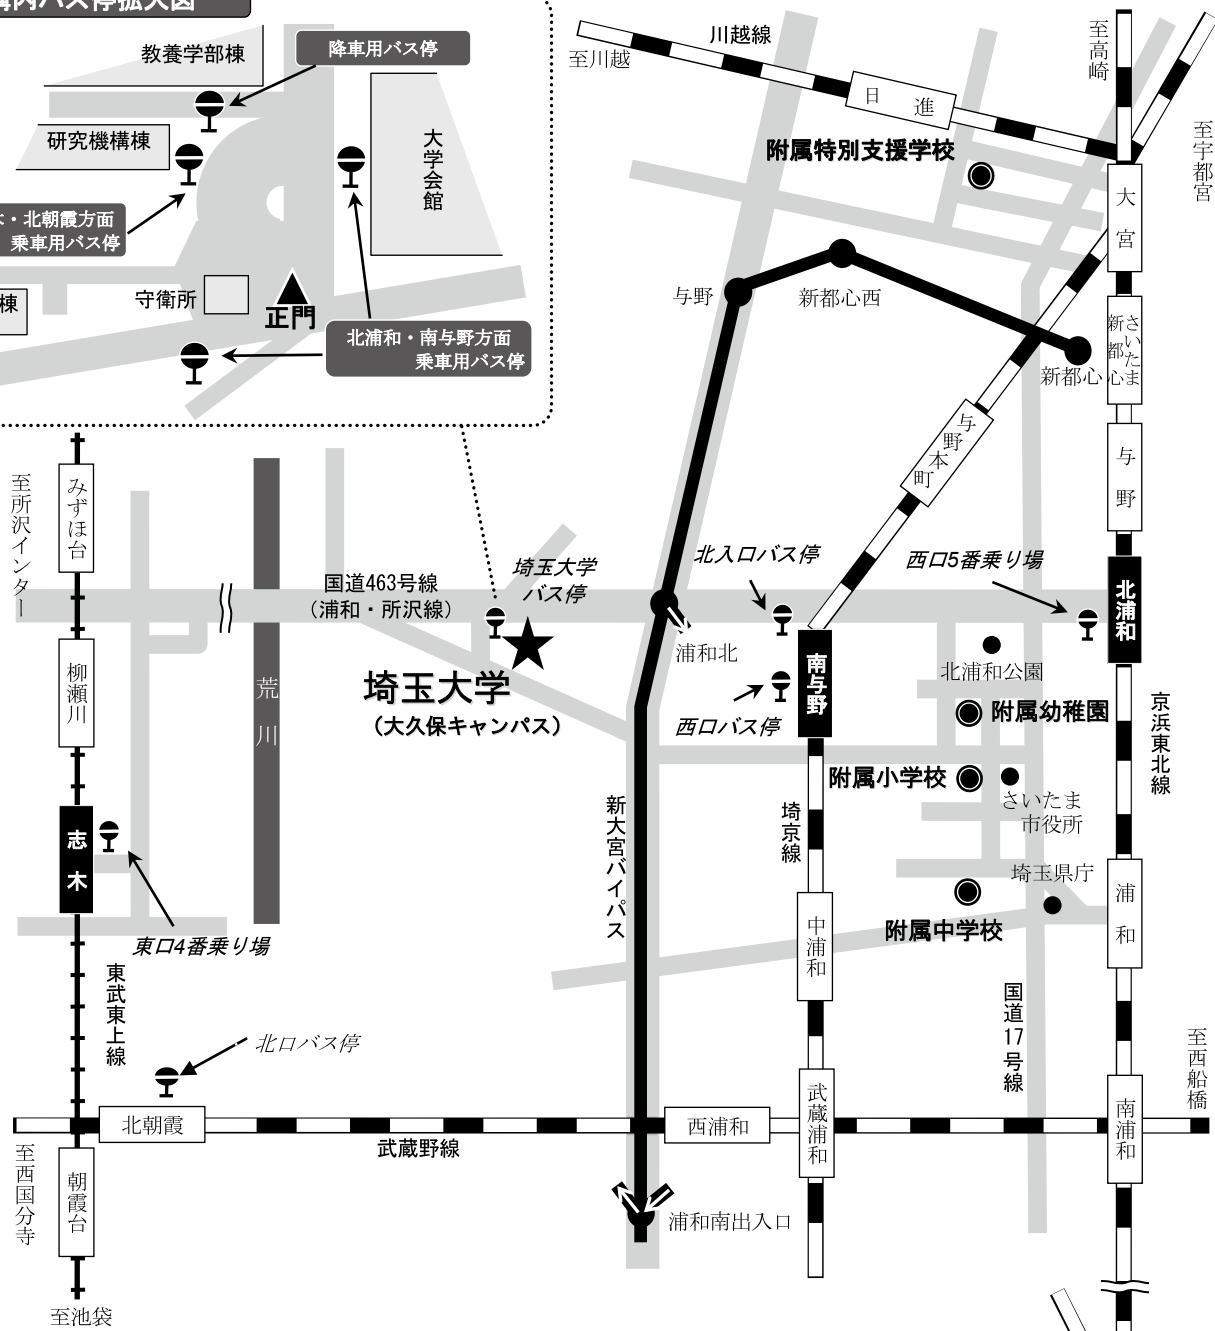 構内バス停拡大図
教養学部棟
降車用バス停
研究機構棟
大学会館
木・北朝霞方面
乗車用バス停
守衛所
正門
棟
北浦和・南与野方面
乗車用バス停
川越線
至川越
日進
至高崎
至宇都宮
附属特別支援学校
大宮
与野
新都心西
新都心
さいたま
新都心
与野本町
与野
至所沢インター
みずほ台
国道463号線
(浦和・所沢線)
埼玉大学
バス停
北入口バス停
西口5番乗り場
北浦和
柳瀬川
荒川
埼玉大学
(大久保キャンパス)
浦和北
南与野
西口バス停
北浦和公園
附属幼稚園
京浜東北線
附属小学校
さいたま
市役所
志木
新大宮バイパス
埼京線
埼玉県庁
浦和
附属中学校
中浦和
東口4番乗り場
東武東上線
国道17号線
北口バス停
至西船橋
北朝霞
武蔵野線
西浦和
武蔵浦和
南浦和
至西国分寺
朝霞台
浦和南出入口
至池袋